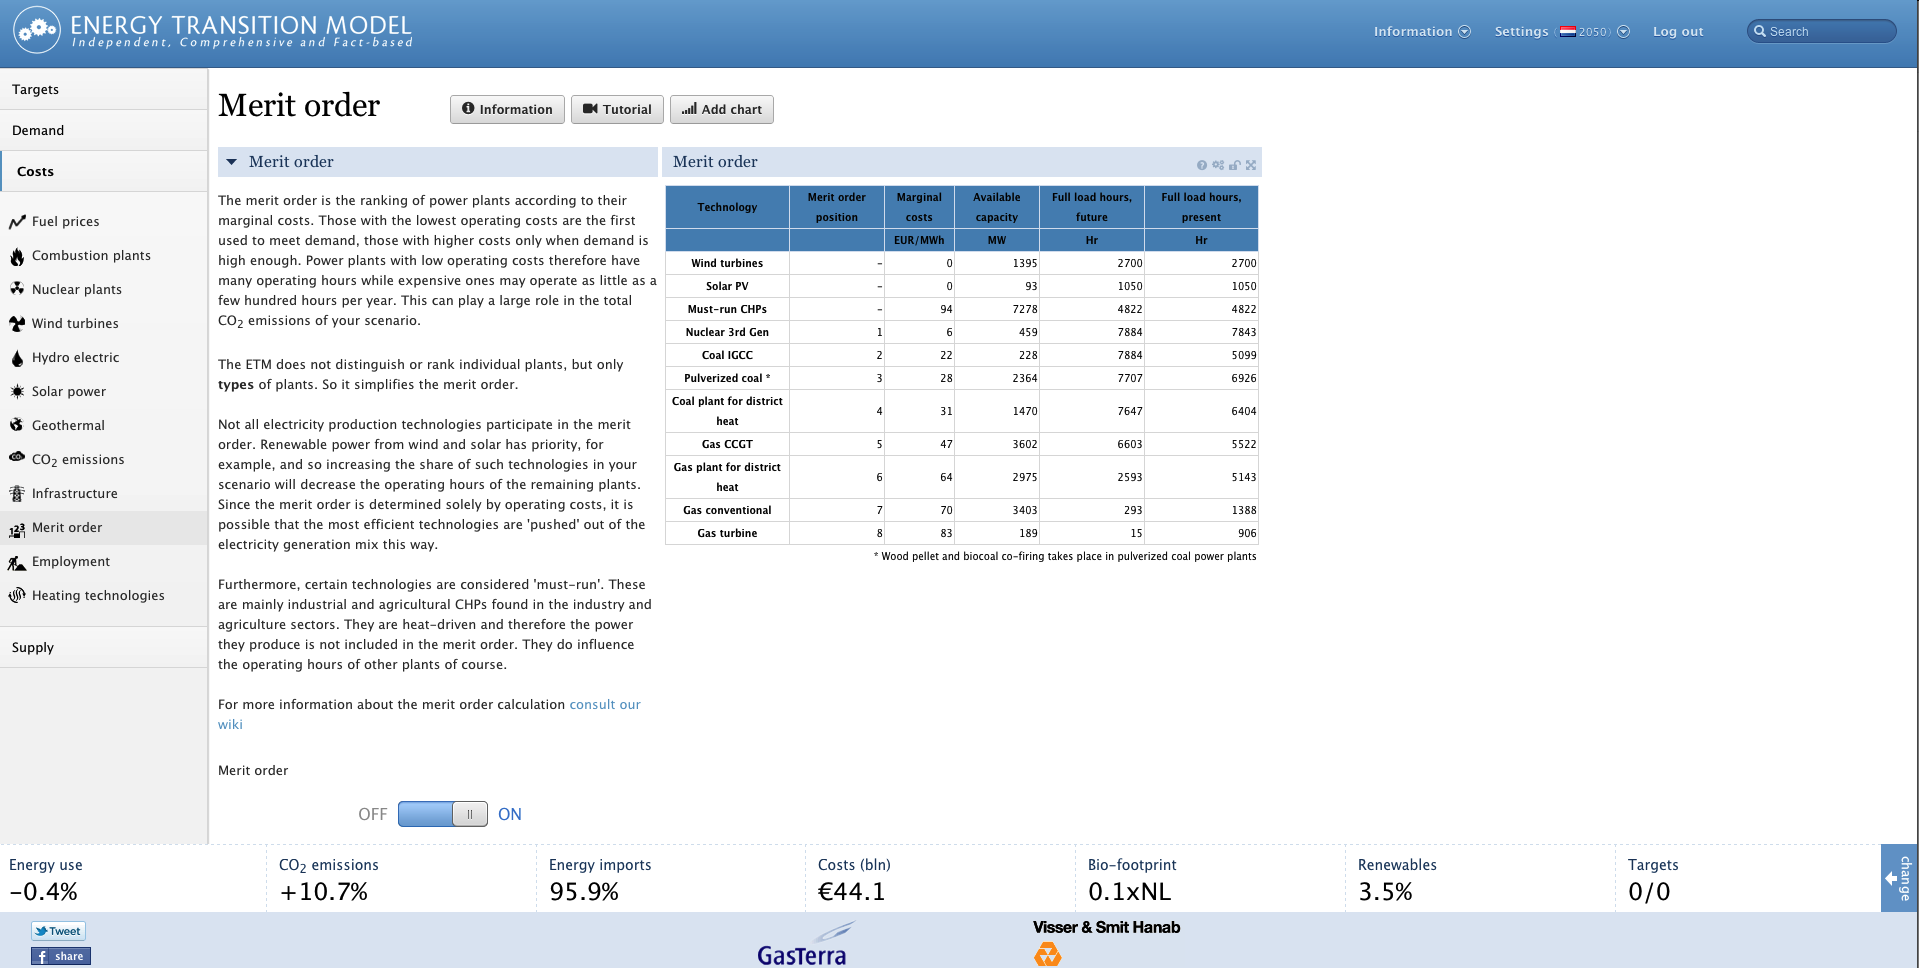 ENERGY TRANSITION MODEL
Independent, Comprehensive and Fact-based
Information
Settings ( 2050)
Log out
Search
Targets
Demand
Costs
Fuel prices
Combustion plants
Nuclear plants
Wind turbines
Hydro electric
Solar power
Geothermal
CO2 emissions
Infrastructure
Merit order
Employment
Heating technologies
Supply
Merit order
Information
Tutorial
Add chart
Merit order
The merit order is the ranking of power plants according to their
marginal costs. Those with the lowest operating costs are the first
used to meet demand, those with higher costs only when demand is
high enough. Power plants with low operating costs therefore have
many operating hours while expensive ones may operate as little as a
few hundred hours per year. This can play a large role in the total
CO2 emissions of your scenario.
The ETM does not distinguish or rank individual plants, but only
types of plants. So it simplifies the merit order.
Not all electricity production technologies participate in the merit
order. Renewable power from wind and solar has priority, for
example, and so increasing the share of such technologies in your
scenario will decrease the operating hours of the remaining plants.
Since the merit order is determined solely by operating costs, it is
possible that the most efficient technologies are 'pushed' out of the
electricity generation mix this way.
Furthermore, certain technologies are considered 'must-run'. These
are mainly industrial and agricultural CHPs found in the industry and
agriculture sectors. They are heat-driven and therefore the power
they produce is not included in the merit order. They do influence
the operating hours of other plants of course.
For more information about the merit order calculation consult our
wiki
Merit order
OFF ON
Merit order
Technology Merit order position Marginal costs Available capacity Full load hours, future Full load hours, present
EUR/MWh MW Hr Hr
Wind turbines - 0 1395 2700 2700
Solar PV - 0 93 1050 1050
Must-run CHPs - 94 7278 4822 4822
Nuclear 3rd Gen 1 6 459 7884 7843
Coal IGCC 2 22 228 7884 5099
Pulverized coal * 3 28 2364 7707 6926
Coal plant for district heat 4 31 1470 7647 6404
Gas CCGT 5 47 3602 6603 5522
Gas plant for district heat 6 64 2975 2593 5143
Gas conventional 7 70 3403 293 1388
Gas turbine 8 83 189 15 906
* Wood pellet and biocoal co-firing takes place in pulverized coal power plants
Energy use
-0.4%
CO2 emissions
+10.7%
Energy imports
95.9%
Costs (bln)
€44.1
Bio-footprint
0.1xNL
Renewables
3.5%
Targets
0/0
change
Tweet
f share
GasTerra
Visser & Smit Hanab